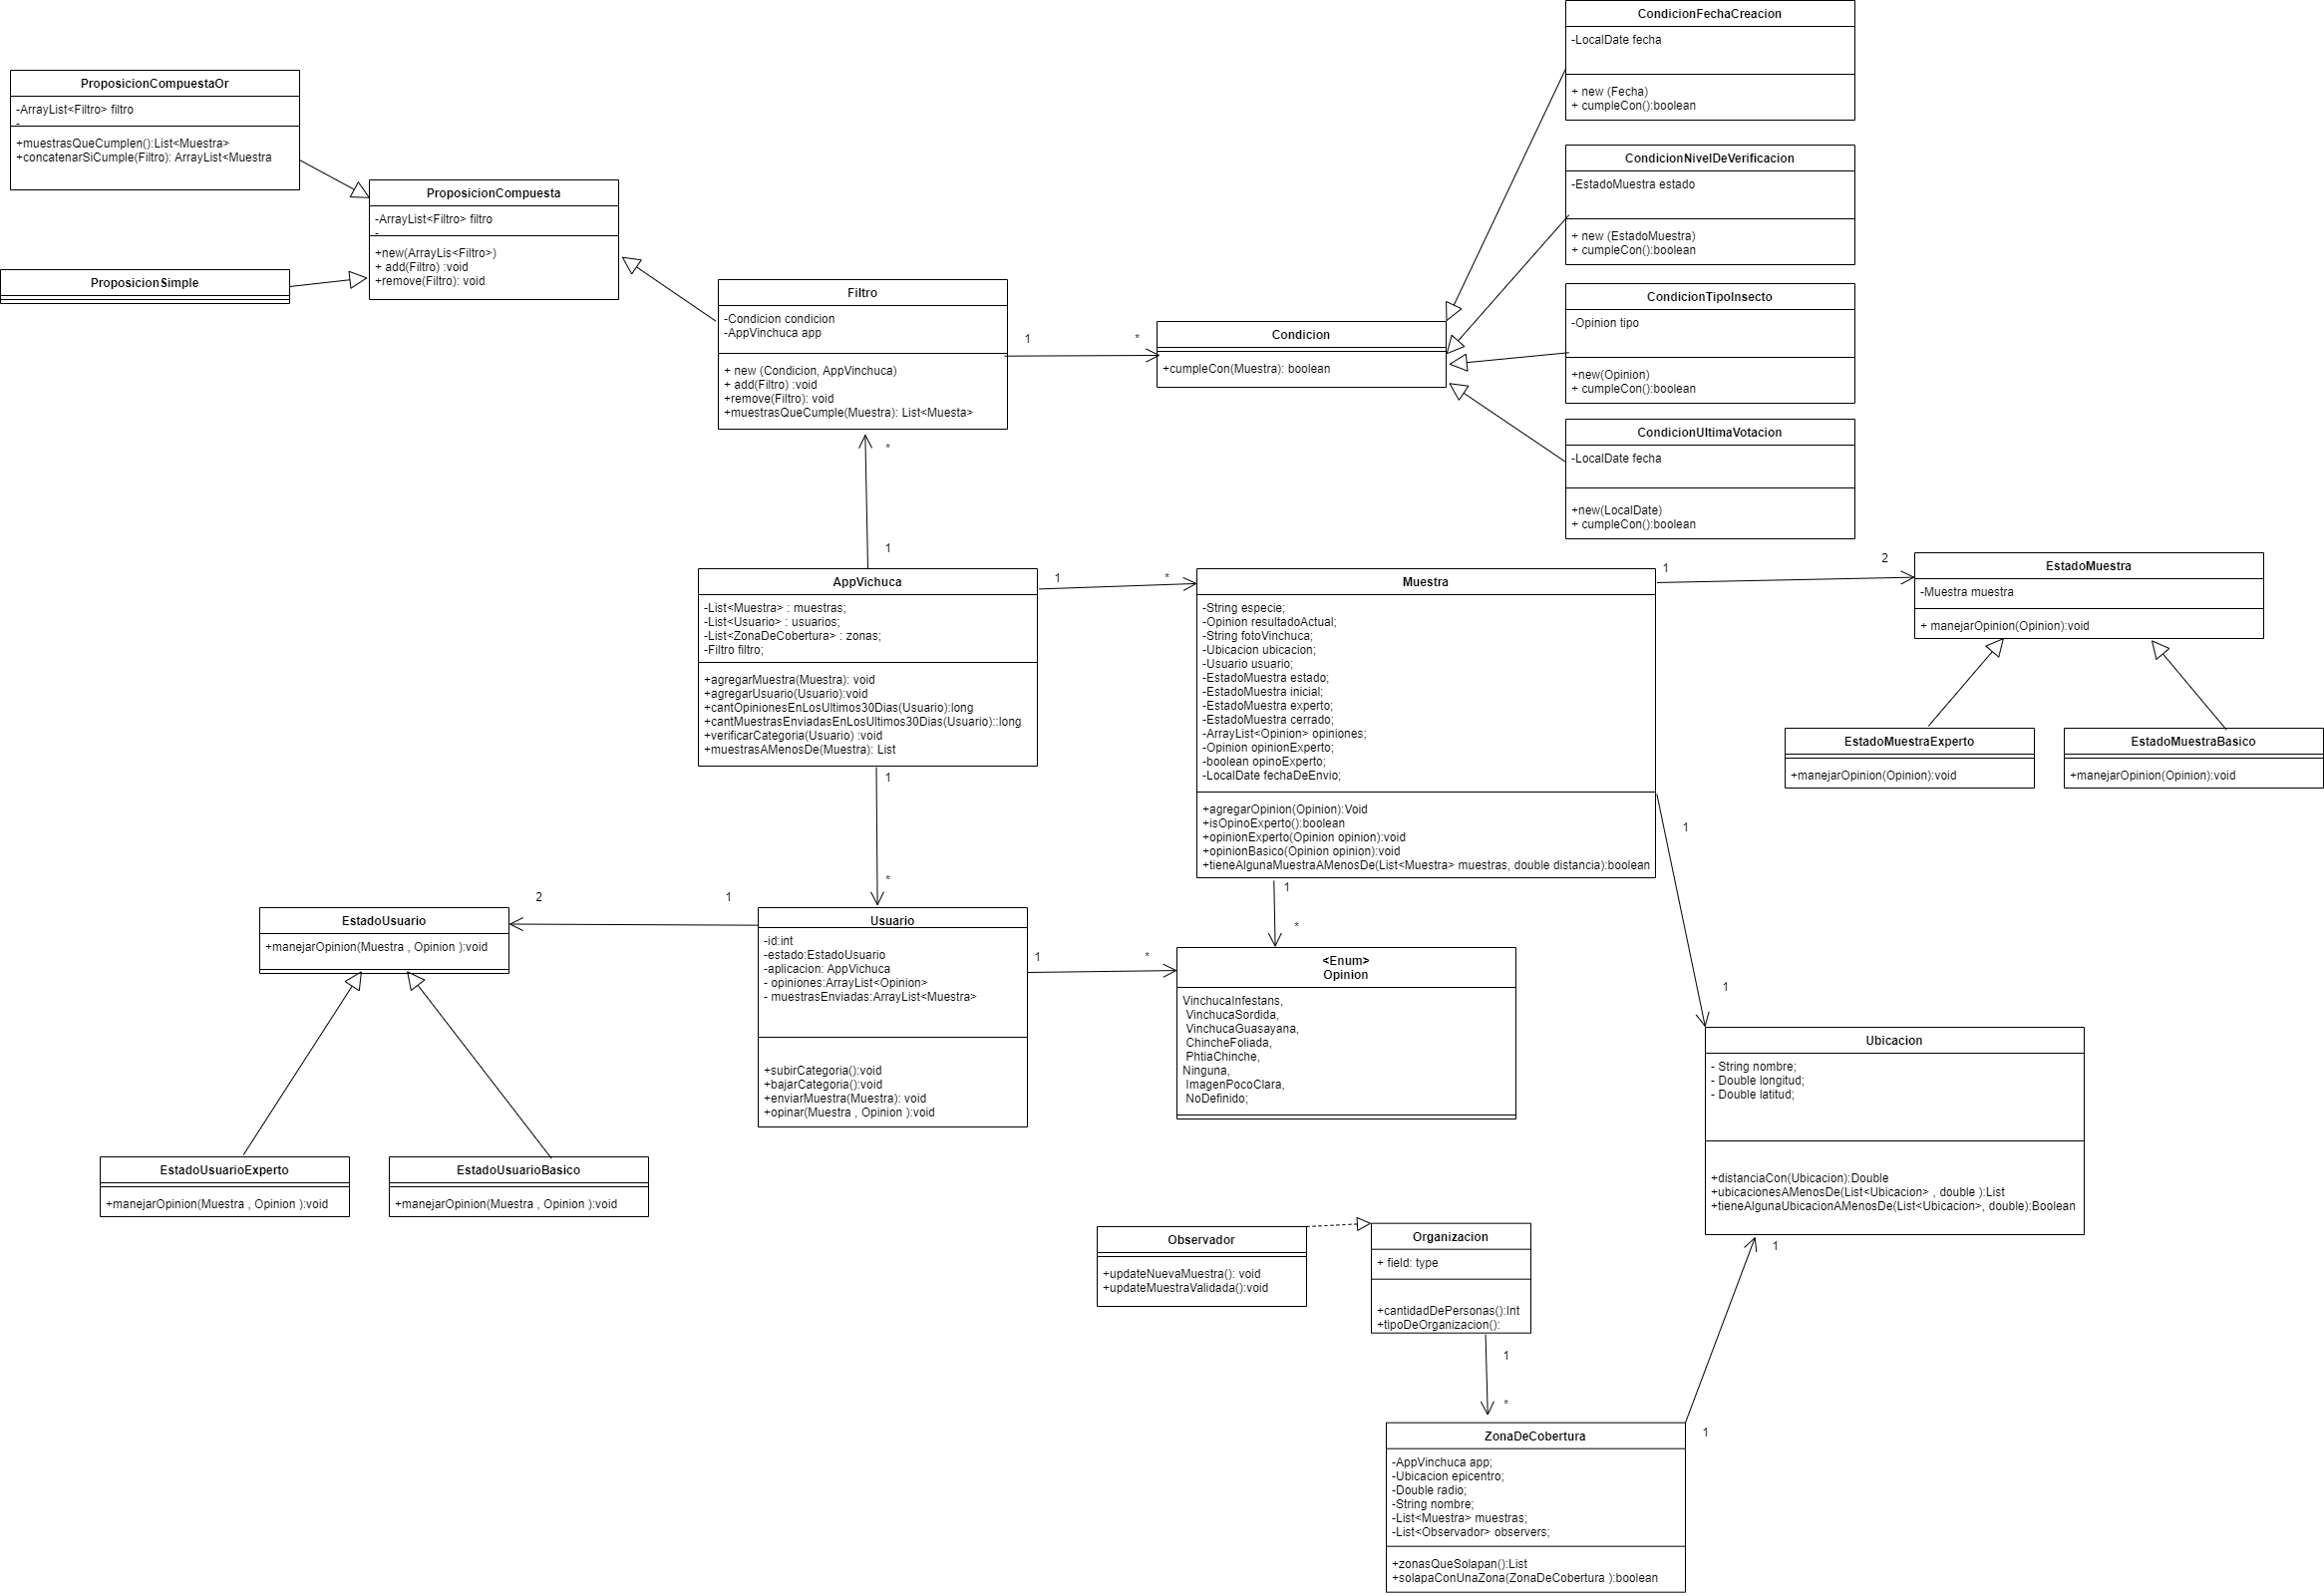 CondicionFechaCreacion
-LocalDate fecha
+ new (Fecha)
+ cumpleCon():boolean
ProposicionCompuestaOr
-ArrayList<Filtro> filtro
-
+muestrasQueCumplen():List<Muestra>
+concatenarSiCumple(Filtro): ArrayList<Muestra
CondicionNivelDeVerificacion
-EstadoMuestra estado
+ new (EstadoMuestra)
+ cumpleCon():boolean
ProposicionCompuesta
-ArrayList<Filtro> filtro
-
+new(ArrayLis<Filtro>)
+ add(Filtro) :void
+remove(Filtro): void
ProposicionSimple
Filtro
-Condicion condicion
-AppVinchuca app
+ new (Condicion, AppVinchuca)
+ add(Filtro) :void
+remove(Filtro): void
+muestrasQueCumple(Muestra): List<Muesta>
1
*
Condicion
+cumpleCon(Muestra): boolean
CondicionTipoInsecto
-Opinion tipo
+new(Opinion)
+ cumpleCon():boolean
CondicionUltimaVotacion
-LocalDate fecha
+new(LocalDate)
+ cumpleCon():boolean
*
1
AppVichuca
-List<Muestra> : muestras;
-List<Usuario> : usuarios;
-List<ZonaDeCobertura> : zonas;
-Filtro filtro;
+agregarMuestra(Muestra): void
+agregarUsuario(Usuario):void
+cantOpinionesEnLosUltimos30Dias(Usuario):long
+cantMuestrasEnviadasEnLosUltimos30Dias(Usuario)::long
+verificarCategoria(Usuario) :void
+muestrasAMenosDe(Muestra): List
1
*
Muestra
-String especie;
-Opinion resultadoActual;
-String fotoVinchuca;
-Ubicacion ubicacion;
-Usuario usuario;
-EstadoMuestra estado;
-EstadoMuestra inicial;
-EstadoMuestra experto;
-EstadoMuestra cerrado;
-ArrayList<Opinion> opiniones;
-Opinion opinionExperto;
-boolean opinoExperto;
-LocalDate fechaDeEnvio;
+agregarOpinion(Opinion):Void
+isOpinoExperto():boolean
+opinionExperto(Opinion opinion):void
+opinionBasico(Opinion opinion):void
+tieneAlgunaMuestraAMenosDe(List<Muestra> muestras, double distancia):boolean
1
2
EstadoMuestra
-Muestra muestra
+ manejarOpinion(Opinion):void
EstadoMuestraExperto
+manejarOpinion(Opinion):void
EstadoMuestraBasico
+manejarOpinion(Opinion):void
1
*
1
1
1
*
2
1
EstadoUsuario
+manejarOpinion(Muestra , Opinion ):void
Usuario
-id:int
-estado:EstadoUsuario
-aplicacion: AppVichuca
- opiniones:ArrayList<Opinion>
- muestrasEnviadas:ArrayList<Muestra>
+subirCategoria():void
+bajarCategoria():void
+enviarMuestra(Muestra): void
+opinar(Muestra , Opinion ):void
1
*
<Enum>
Opinion
VinchucaInfestans,
VinchucaSordida,
VinchucaGuasayana,
ChincheFoliada,
PhtiaChinche,
Ninguna,
ImagenPocoClara,
NoDefinido;
Ubicacion
- String nombre;
- Double longitud;
- Double latitud;
+distanciaCon(Ubicacion):Double
+ubicacionesAMenosDe(List<Ubicacion> , double ):List
+tieneAlgunaUbicacionAMenosDe(List<Ubicacion>, double):Boolean
EstadoUsuarioExperto
+manejarOpinion(Muestra , Opinion ):void
EstadoUsuarioBasico
+manejarOpinion(Muestra , Opinion ):void
Observador
+updateNuevaMuestra(): void
+updateMuestraValidada():void
Organizacion
+ field: type
+cantidadDePersonas():Int
+tipoDeOrganizacion():
1
1
*
1
ZonaDeCobertura
-AppVinchuca app;
-Ubicacion epicentro;
-Double radio;
-String nombre;
-List<Muestra> muestras;
-List<Observador> observers;
+zonasQueSolapan():List
+solapaConUnaZona(ZonaDeCobertura ):boolean